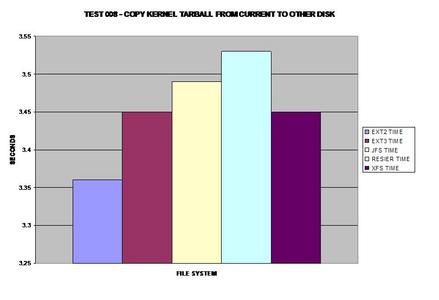 TEST 008 - COPY KERNEL TARBALL FROM CURRENT TO OTHER DISK
3.55
3.5
3.45
3.4
3.35
3.3
3.25
SECONDS
FILE SYSTEM
EXT2 TIME
EXT3 TIME
JFS TIME
RESIER TIME
XFS TIME